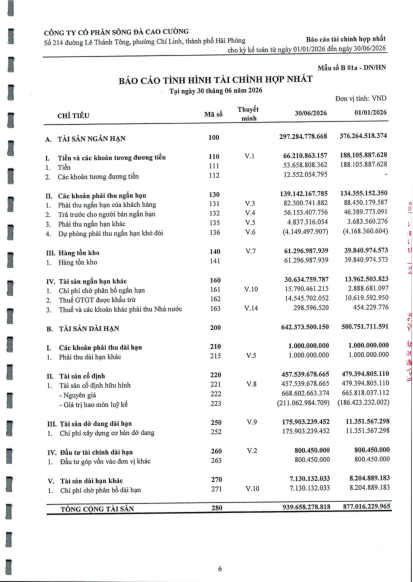 CÔNG TY CỔ PHẦN SÔNG ĐÀ CAO CƯỜNG
Số 214 đường Lê Thánh Tông, phường Chí Linh, thành phố Hải Phòng
Báo cáo tài chính hợp nhất
cho kỳ kế toán từ ngày 01/01/2026 đến ngày 30/06/2026
Mẫu số B 01a - DN/HN
BÁO CÁO TÌNH HÌNH TÀI CHÍNH HỢP NHẤT
Tại ngày 30 tháng 06 năm 2026
Đơn vị tính: VND
CHỈ TIÊU Mã số Thuyết minh 30/06/2026 01/01/2026
A. TÀI SẢN NGẮN HẠN 100 297.284.778.668 376.264.518.374
I. Tiền và các khoản tương đương tiền 110 V.1 66.210.863.157 188.105.887.628
1. Tiền 111 53.658.808.362 188.105.887.628
2. Các khoản tương đương tiền 112 12.552.054.795 -
II. Các khoản phải thu ngắn hạn 130 139.142.167.785 134.355.152.350
1. Phải thu ngắn hạn của khách hàng 131 V.3 82.300.741.882 88.450.179.587
2. Trả trước cho người bán ngắn hạn 132 V.4 56.153.407.756 46.389.773.091
3. Phải thu ngắn hạn khác 135 V.5 4.837.516.054 3.683.560.276
4. Dự phòng phải thu ngắn hạn khó đòi 136 V.6 (4.149.497.907) (4.168.360.604)
III. Hàng tồn kho 140 V.7 61.296.987.939 39.840.974.573
1. Hàng tồn kho 141 61.296.987.939 39.840.974.573
IV. Tài sản ngắn hạn khác 160 30.634.759.787 13.962.503.823
1. Chi phí chờ phân bổ ngắn hạn 161 V.10 15.790.461.215 2.888.681.097
2. Thuế GTGT được khấu trừ 162 14.545.702.052 10.619.592.950
3. Thuế và các khoản khác phải thu Nhà nước 163 V.14 298.596.520 454.229.776
B. TÀI SẢN DÀI HẠN 200 642.373.500.150 500.751.711.591
I. Các khoản phải thu dài hạn 210 1.000.000.000 1.000.000.000
1. Phải thu dài hạn khác 215 V.5 1.000.000.000 1.000.000.000
II. Tài sản cố định 220 457.539.678.665 479.394.805.110
1. Tài sản cố định hữu hình 221 V.8 457.539.678.665 479.394.805.110
- Nguyên giá 222 668.602.663.374 665.818.037.112
- Giá trị hao mòn luỹ kế 223 (211.062.984.709) (186.423.232.002)
III. Tài sản dở dang dài hạn 250 V.9 175.903.239.452 11.351.567.298
1. Chi phí xây dựng cơ bản dở dang 252 175.903.239.452 11.351.567.298
IV. Đầu tư tài chính dài hạn 260 V.2 800.450.000 800.450.000
1. Đầu tư góp vốn vào đơn vị khác 263 800.450.000 800.450.000
V. Tài sản dài hạn khác 270 7.130.132.033 8.204.889.183
1. Chi phí chờ phân bổ dài hạn 271 V.10 7.130.132.033 8.204.889.183
TỔNG CỘNG TÀI SẢN 280 939.658.278.818 877.016.229.965
6